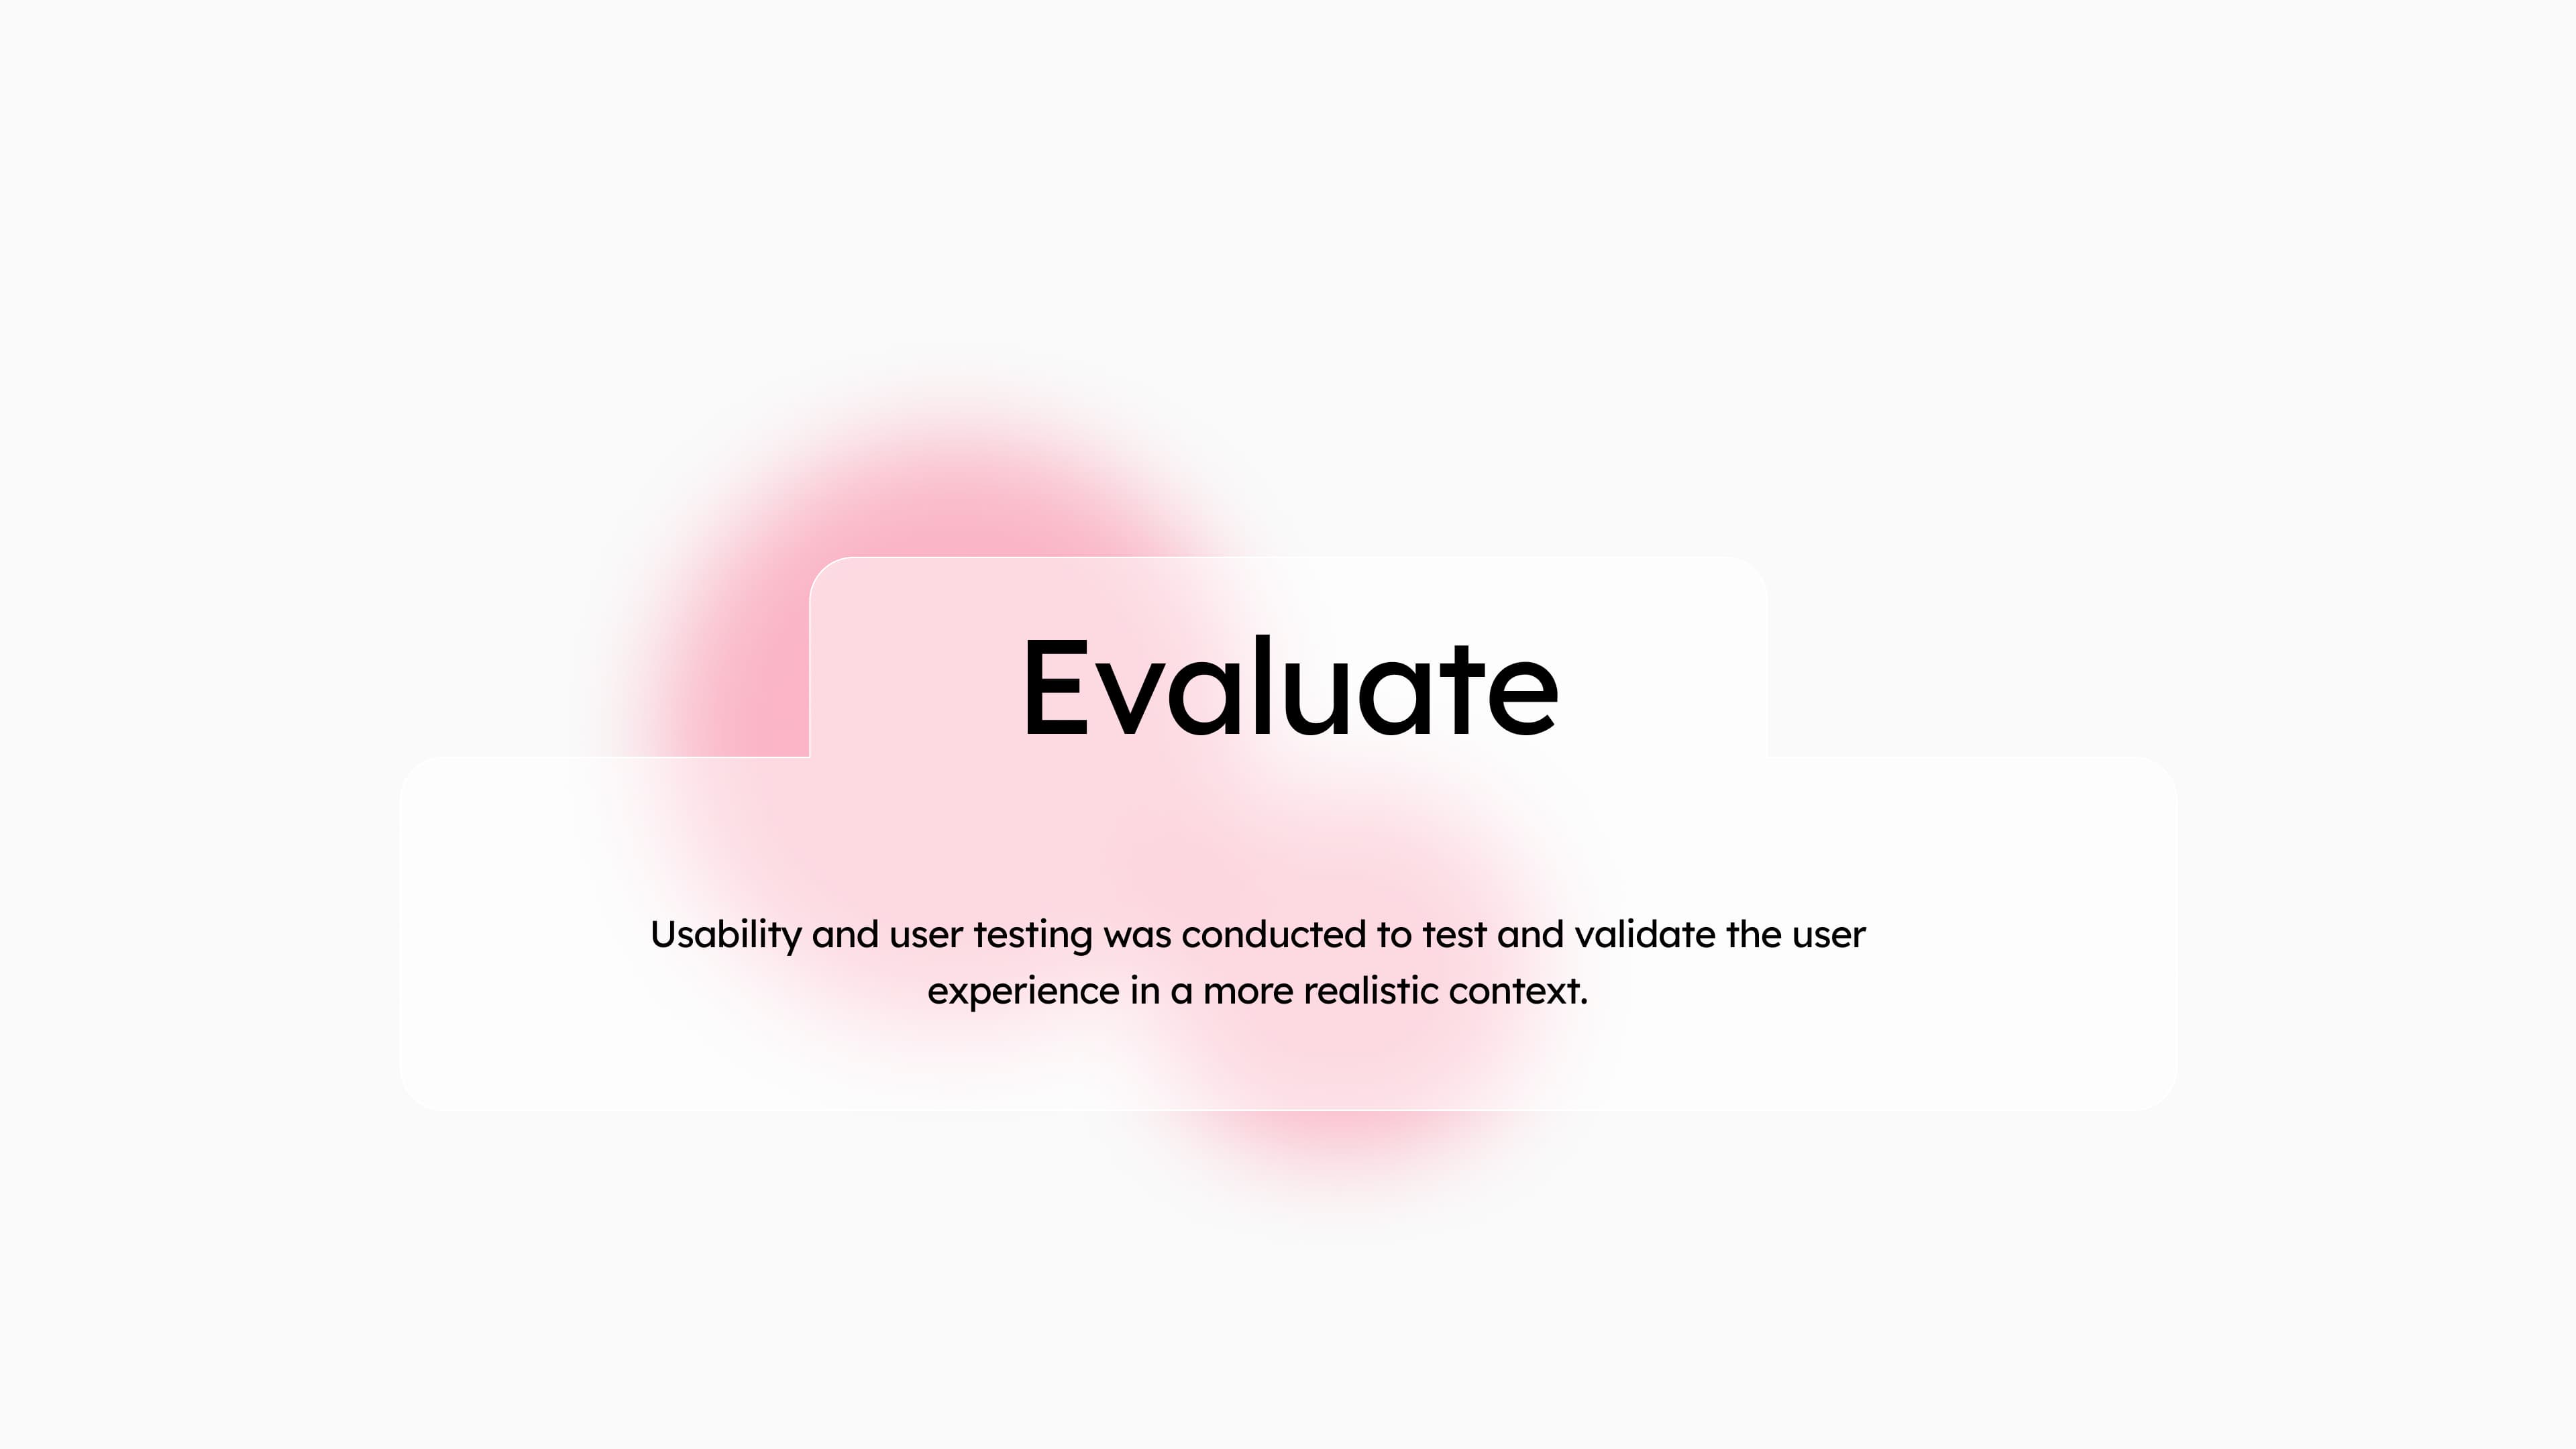 Evaluate
Usability and user testing was conducted to test and validate the user
experience in a more realistic context.